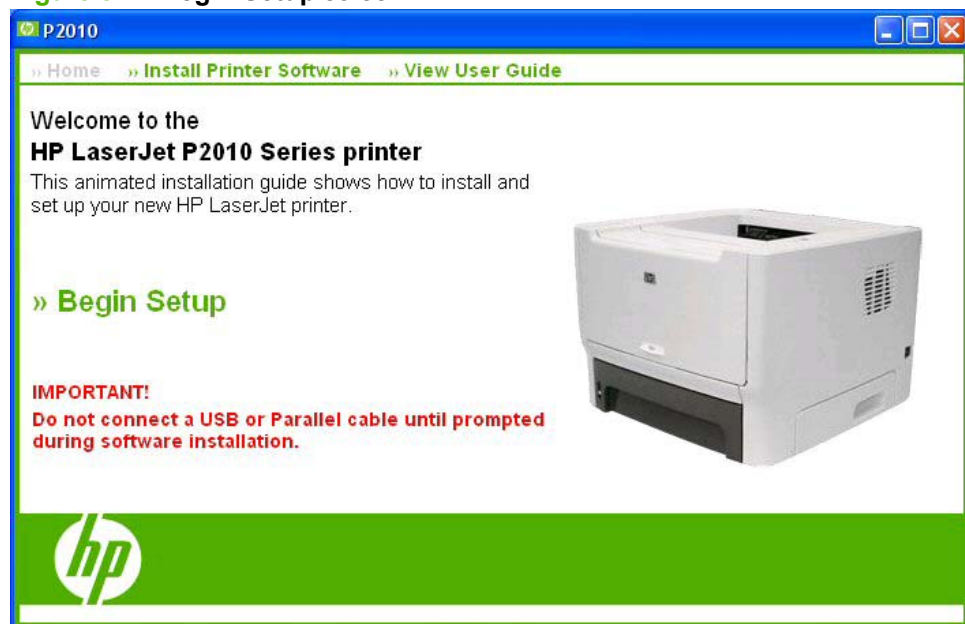 P2010
» Home » Install Printer Software » View User Guide
Welcome to the
HP LaserJet P2010 Series printer
This animated installation guide shows how to install and
set up your new HP LaserJet printer.
» Begin Setup
IMPORTANT!
Do not connect a USB or Parallel cable until prompted
during software installation.
hp